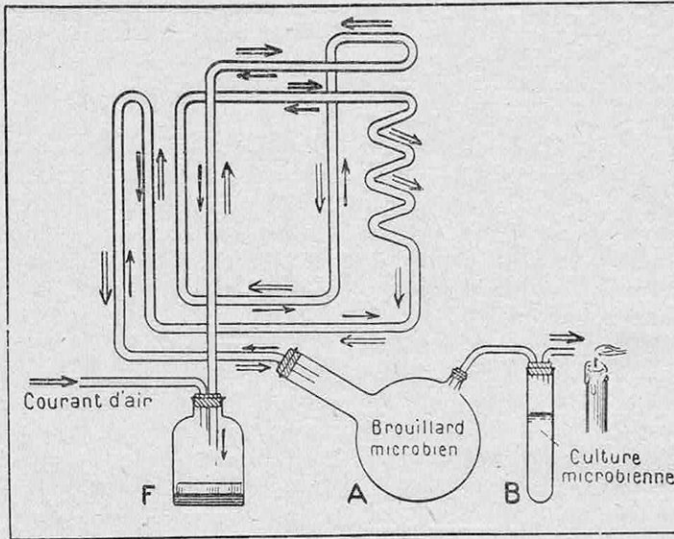 Courant d'air
Brouillard
microbien
Culture
microbienne
F
A
B